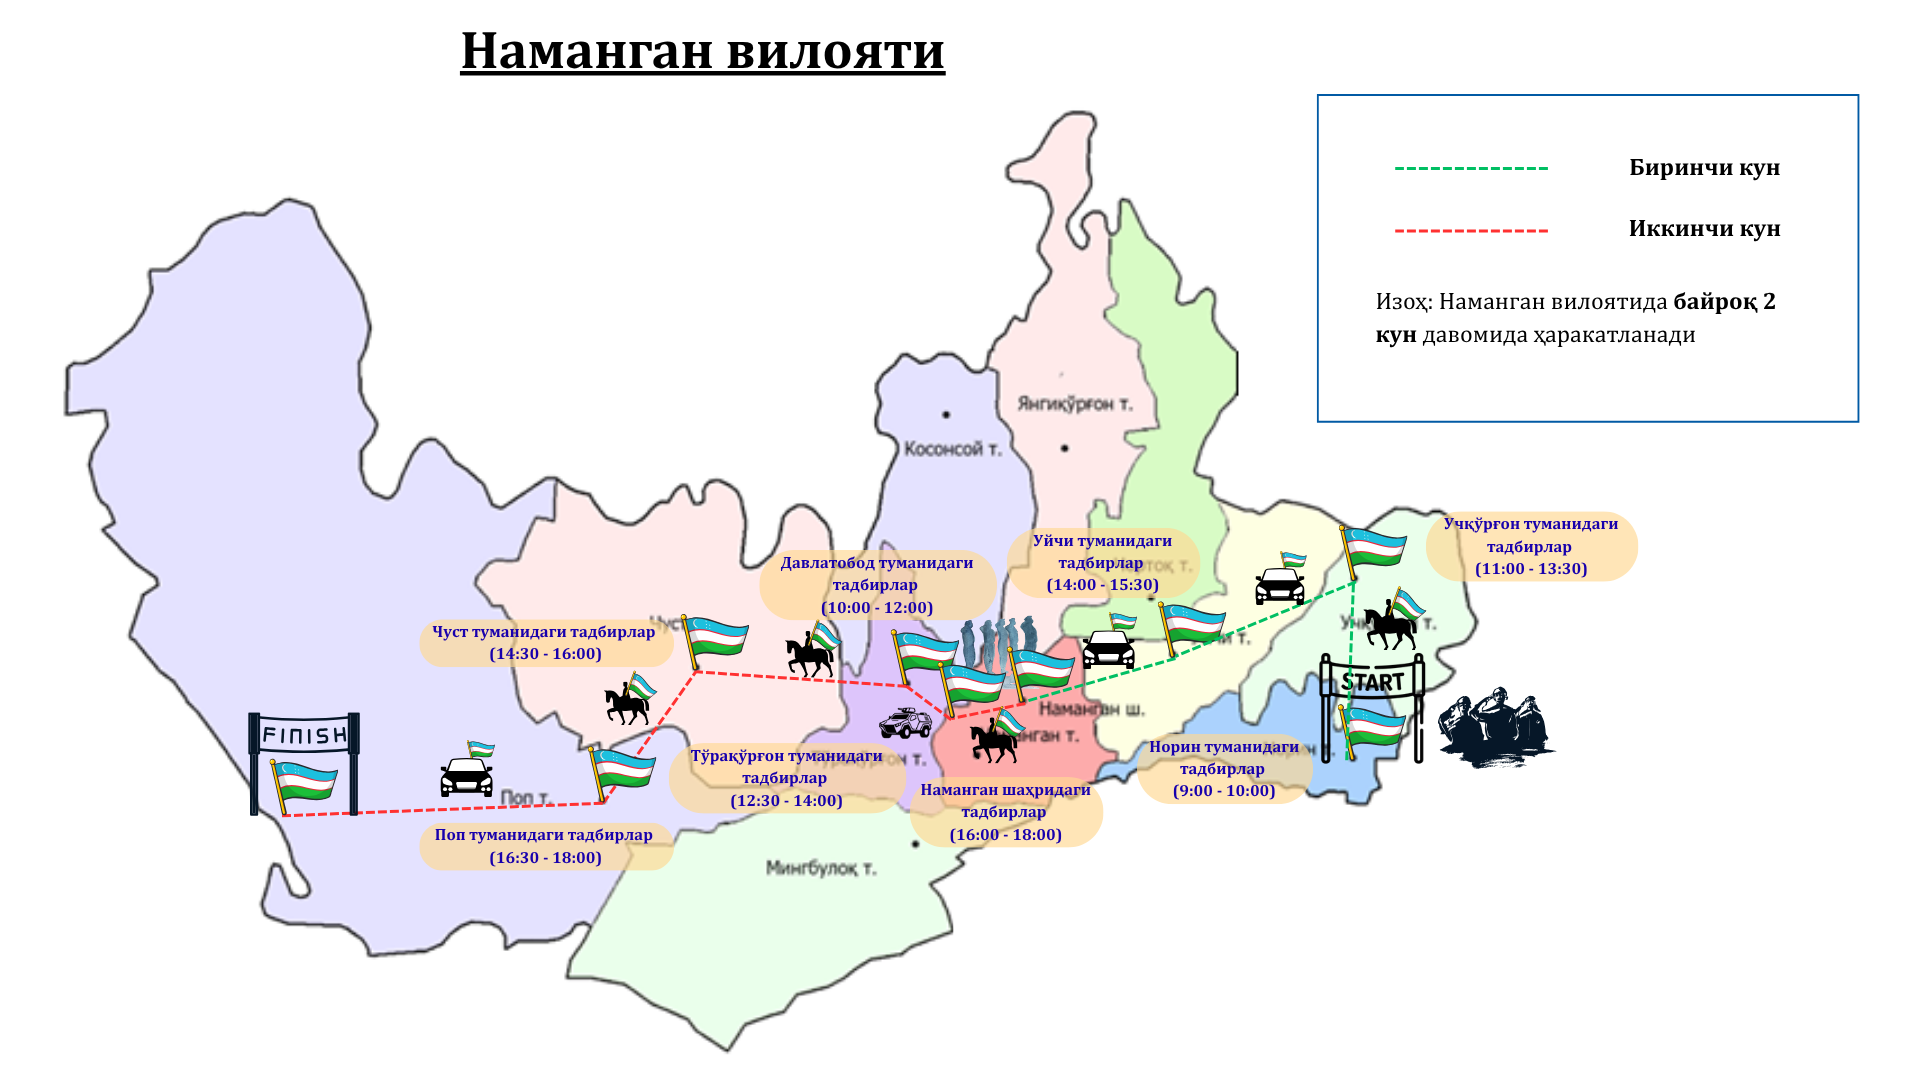 Наманган вилояти
Биринчи кун
Иккинчи кун
Изоҳ: Наманган вилоятида байроқ 2
кун давомида ҳаракатланади
Янгиқўрғон т.
Косонсой т.
Учқўрғон туманидаги
тадбирлар
(11:00 - 13:30)
Уйчи туманидаги
тадбирлар
(14:00 - 15:30)
Давлатобод туманидаги
тадбирлар
(10:00 - 12:00)
Чуст туманидаги тадбирлар
(14:30 - 16:00)
START
FINISH
Наманган ш.
Норин туманидаги
тадбирлар
(9:00 - 10:00)
Тўрақўрғон туманидаги
тадбирлар
(12:30 - 14:00)
Наманган шаҳридаги
тадбирлар
(16:00 - 18:00)
Поп т.
Поп туманидаги тадбирлар
(16:30 - 18:00)
Мингбулоқ т.